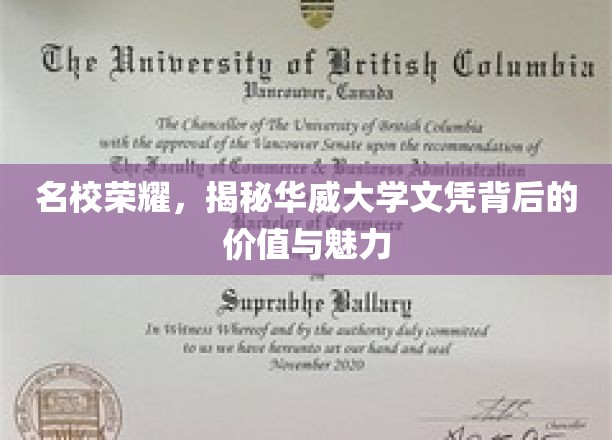 The University of British Columbia
Vancouver, Canada
The Chancellor of The University of British Columbia
with the approval of the Vancouver Senate upon the recommendation of
The Faculty of Commerce & Business Administration
名校荣耀，揭秘华威大学文凭背后的
Bachelor of Commerce
价值与魅力
on
Suprabhe Ballary
In Witness Whereof and by the authority duly committed
to us we have hereunto set our hand and seal
November 2020
Chancellor